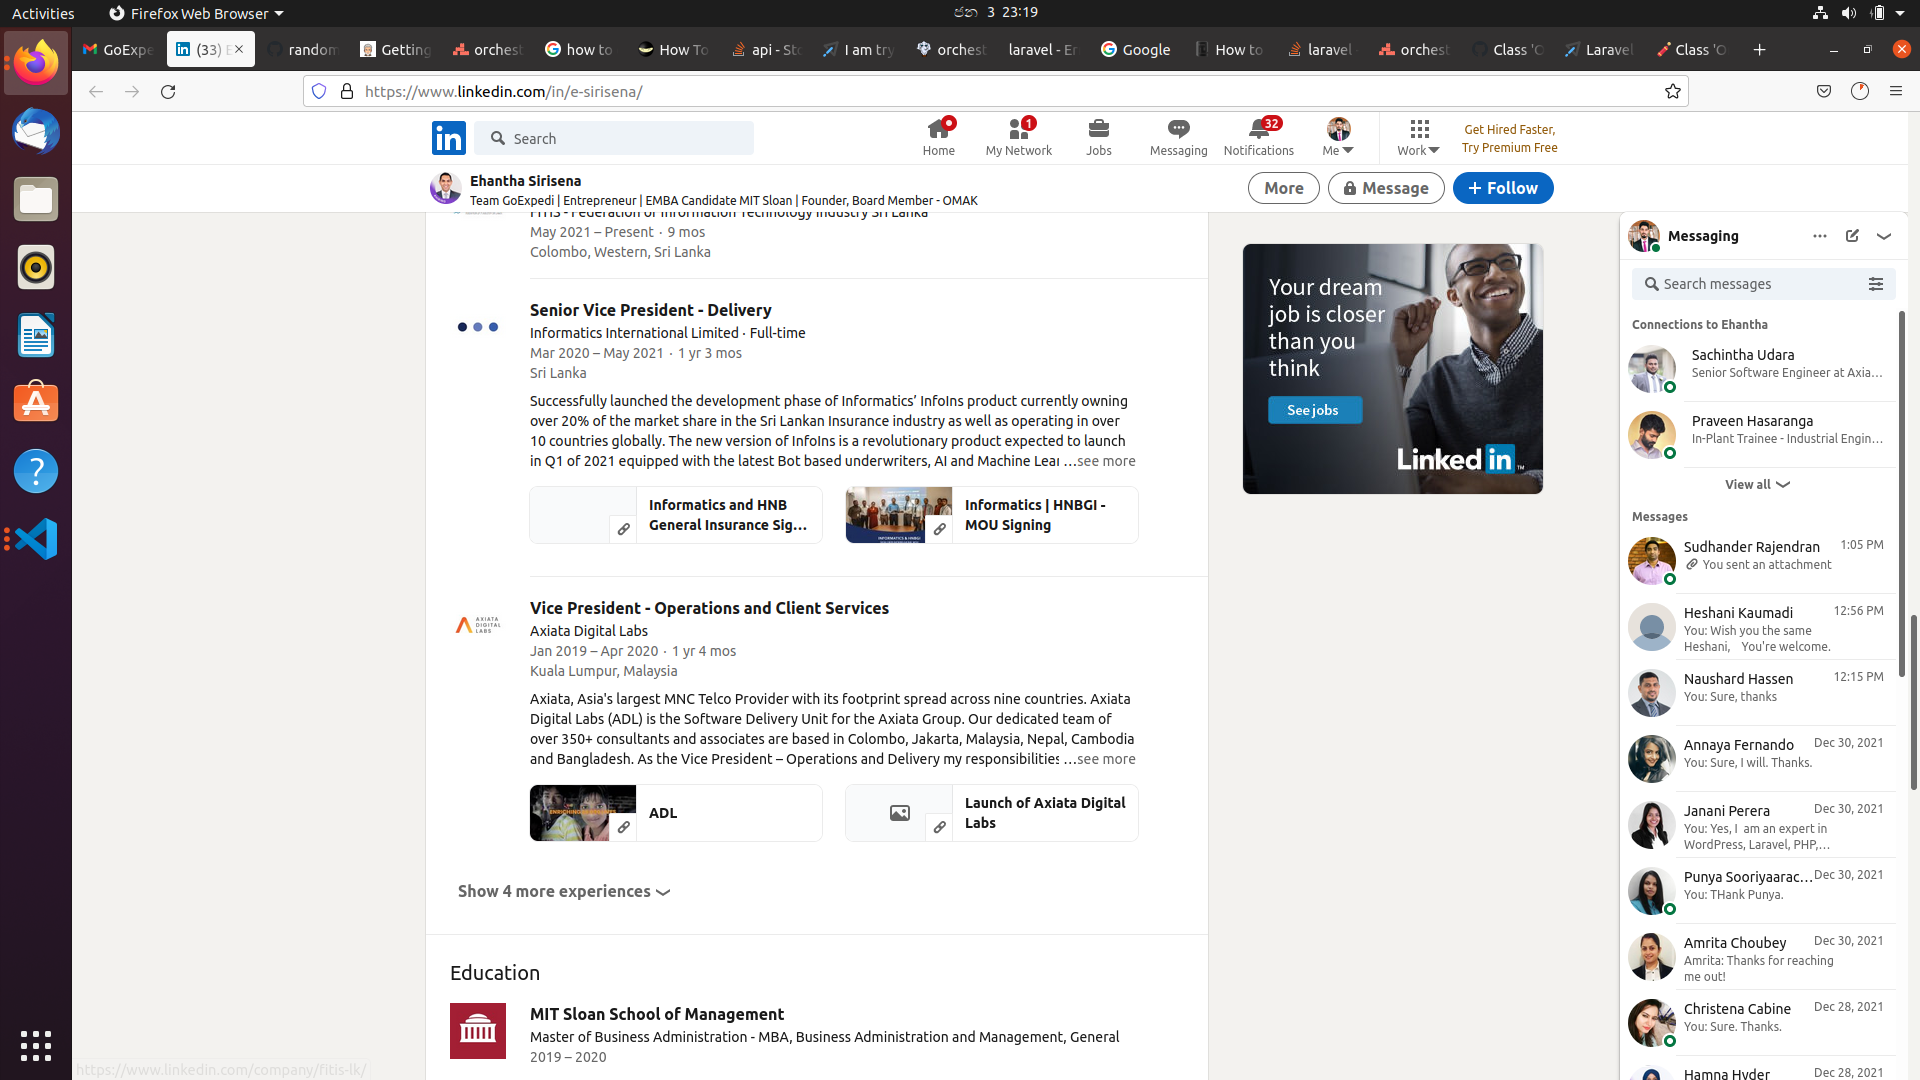 Activities
Firefox Web Browser
ජන 3 23:19
GoExpe
(33) E
random
Getting
orchest
how to
How To
api - Sto
I am try
orchest
laravel - Er
Google
How to
laravel
orchest
Class 'O
Laravel
Class 'O
https://www.linkedin.com/in/e-sirisena/
in
Search
Home
1
My Network
Jobs
Messaging
32
Notifications
Me
Work
Get Hired Faster,
Try Premium Free
Ehantha Sirisena
Team GoExpedi | Entrepreneur | EMBA Candidate MIT Sloan | Founder, Board Member - OMAK
More
Message
Follow
FITIS - Federation of Information Technology Industry Sri Lanka
May 2021 – Present · 9 mos
Colombo, Western, Sri Lanka
Senior Vice President - Delivery
Informatics International Limited · Full-time
Mar 2020 – May 2021 · 1 yr 3 mos
Sri Lanka
Successfully launched the development phase of Informatics’ InfoIns product currently owning
over 20% of the market share in the Sri Lankan Insurance industry as well as operating in over
10 countries globally. The new version of InfoIns is a revolutionary product expected to launch
in Q1 of 2021 equipped with the latest Bot based underwriters, AI and Machine Lear …see more
Informatics and HNB
General Insurance Sig…
INFORMATICS & HNBGI
Informatics | HNBGI -
MOU Signing
AXIATA
DIGITAL
LABS
Vice President - Operations and Client Services
Axiata Digital Labs
Jan 2019 – Apr 2020 · 1 yr 4 mos
Kuala Lumpur, Malaysia
Axiata, Asia's largest MNC Telco Provider with its footprint spread across nine countries. Axiata
Digital Labs (ADL) is the Software Delivery Unit for the Axiata Group. Our dedicated team of
over 350+ consultants and associates are based in Colombo, Jakarta, Malaysia, Nepal, Cambodia
and Bangladesh. As the Vice President – Operations and Delivery my responsibilities …see more
ADL
Launch of Axiata Digital
Labs
Show 4 more experiences
Education
MIT Sloan School of Management
Master of Business Administration - MBA, Business Administration and Management, General
2019 – 2020
https://www.linkedin.com/company/fitis-lk/
Your dream
job is closer
than you
think
See jobs
Linked in ™
Messaging
Search messages
Connections to Ehantha
Sachintha Udara
Senior Software Engineer at Axia…
Praveen Hasaranga
In-Plant Trainee - Industrial Engin…
View all
Messages
Sudhander Rajendran 1:05 PM
You sent an attachment
Heshani Kaumadi 12:56 PM
You: Wish you the same
Heshani, You're welcome.
Naushard Hassen 12:15 PM
You: Sure, thanks
Annaya Fernando Dec 30, 2021
You: Sure, I will. Thanks.
Janani Perera Dec 30, 2021
You: Yes, I am an expert in
WordPress, Laravel, PHP,…
Punya Sooriyaarac… Dec 30, 2021
You: THank Punya.
Amrita Choubey Dec 30, 2021
Amrita: Thanks for reaching
me out!
Christena Cabine Dec 28, 2021
You: Sure. Thanks.
Hamna Hyder Dec 28, 2021